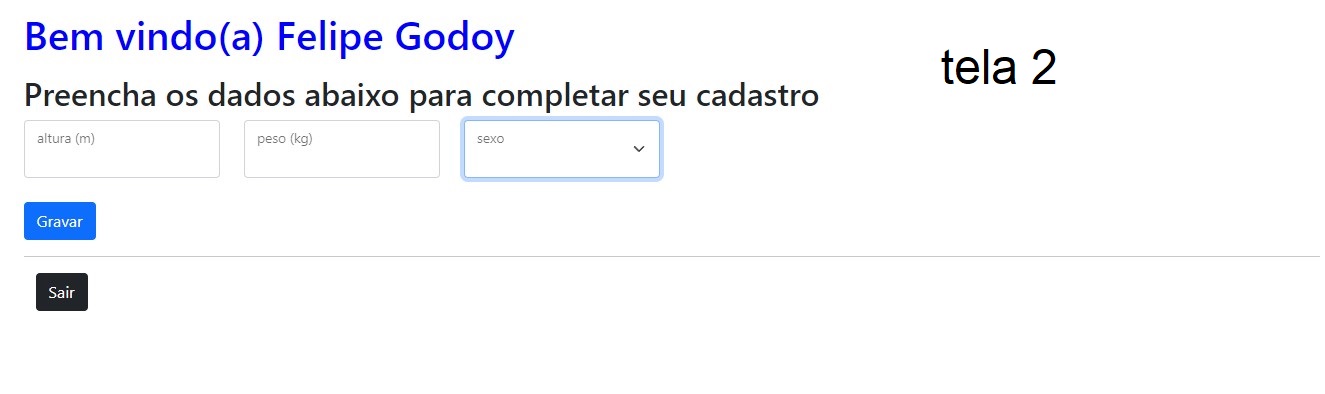 Bem vindo(a) Felipe Godoy
tela 2
Preencha os dados abaixo para completar seu cadastro
altura (m)
peso (kg)
sexo
Gravar
Sair